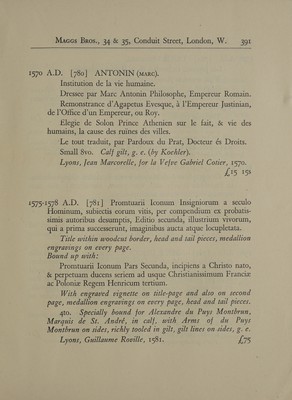 MAGGS BROS., 34 & 35, Conduit Street, London, W. 391
1570 A.D. [780] ANTONIN (MARC).
Institution de la vie humaine.
Dressee par Marc Antonin Philosophe, Empereur Romain.
Remonstrance d'Agapetus Evesque, à l'Empereur Justinian,
de l'Office d'un Empereur, ou Roy.
Elegie de Solon Prince Athenien sur le fait, & vie des
humains, la cause des ruïnes des villes.
Le tout traduit, par Pardoux du Prat, Docteur és Droits.
Small 8vo. Calf gilt, g. e. (by Koehler).
Lyons, Jean Marcorelle, for la Vefve Gabriel Cotier, 1570.
£15 15s
1575-1578 A.D. [781] Promtuarii Iconum Insigniorum a seculo
Hominum, subiectis eorum vitis, per compendium ex probatis-
simis autoribus desumptis, Editio secunda, illustrium vivorum,
qui a prima successerunt, imaginibus aucta atque locupletata.
Title within woodcut border, head and tail pieces, medallion
engravings on every page.
Bound up with:
Promtuarii Iconum Pars Secunda, incipiens a Christo nato,
& perpetuam ducens seriem ad usque Christianissimum Franciæ
ac Poloniæ Regem Henricum tertium.
With engraved vignette on title-page and also on second
page, medallion engravings on every page, head and tail pieces.
4to. Specially bound for Alexandre du Puys Montbrun,
Marquis de St. André, in calf, with Arms of du Puys
Montbrun on sides, richly tooled in gilt, gilt lines on sides, g. e.
Lyons, Guillaume Roville, 1581. £75